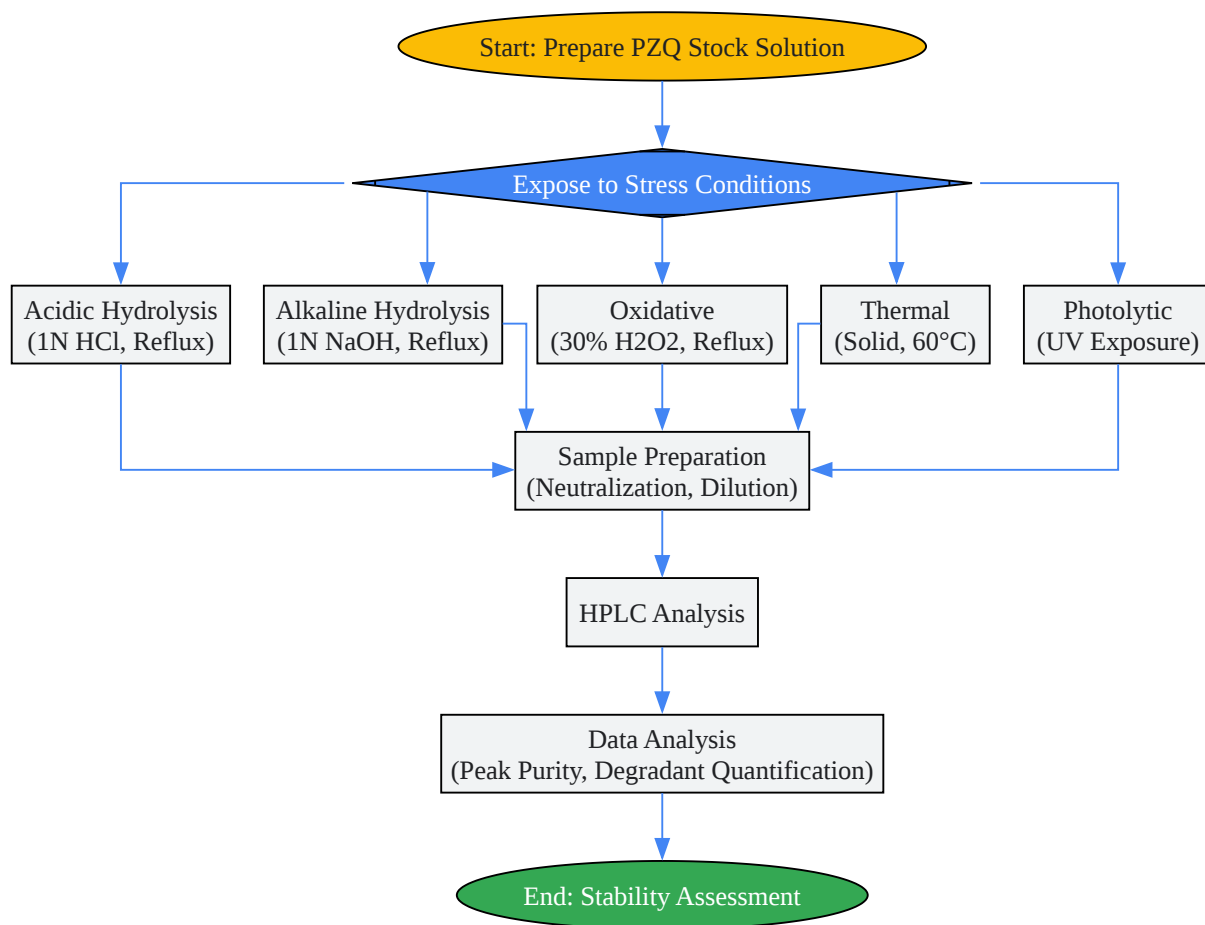 Start: Prepare PZQ Stock Solution
Expose to Stress Conditions
Acidic Hydrolysis
(1N HCl, Reflux)
Alkaline Hydrolysis
(1N NaOH, Reflux)
Oxidative
(30% H2O2, Reflux)
Thermal
(Solid, 60°C)
Photolytic
(UV Exposure)
Sample Preparation
(Neutralization, Dilution)
HPLC Analysis
Data Analysis
(Peak Purity, Degradant Quantification)
End: Stability Assessment